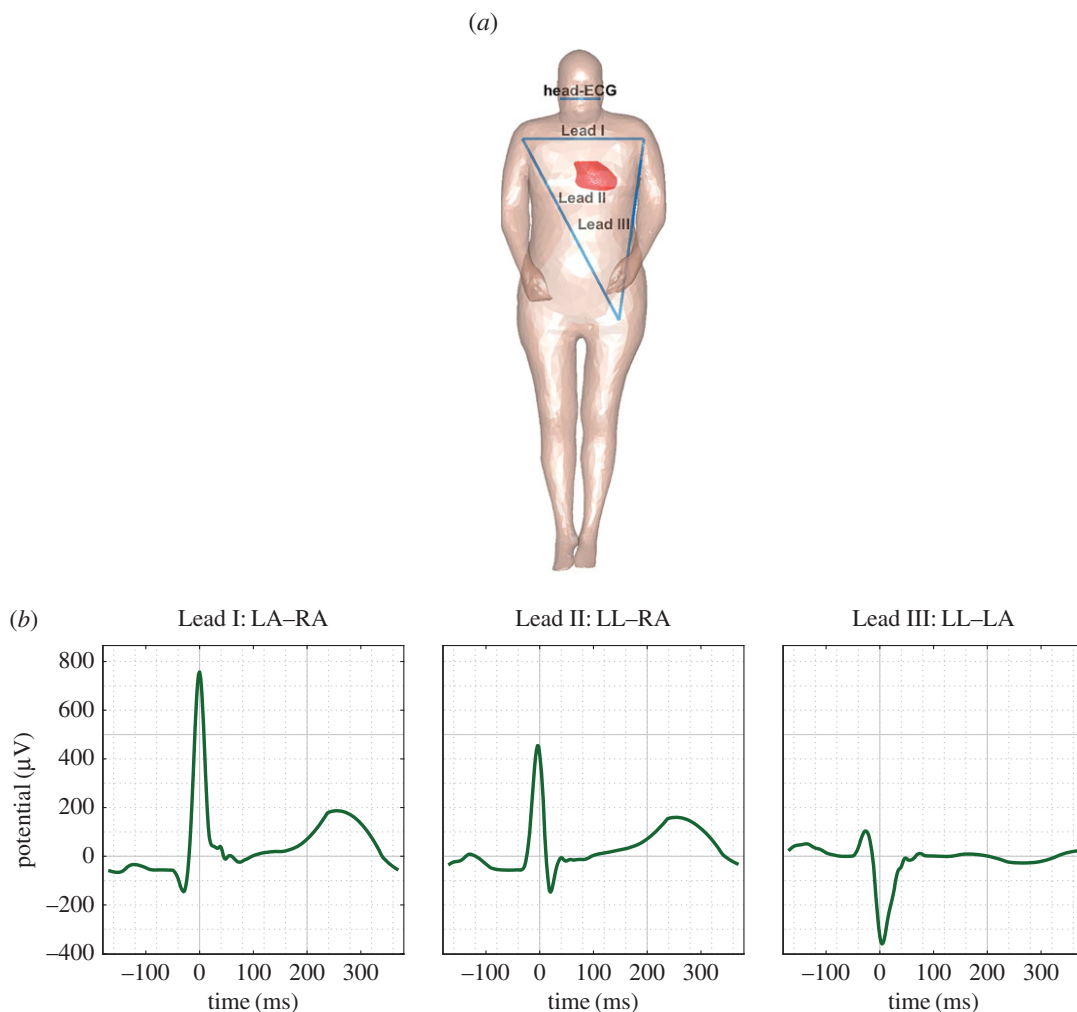 (a)
head-ECG
Lead I
Lead II
Lead III
(b)
Lead I: LA–RA
Lead II: LL–RA
Lead III: LL–LA
800
600
400
200
0
–200
–400
potential (µV)
–100 0 100 200 300
–100 0 100 200 300
–100 0 100 200 300
time (ms)
time (ms)
time (ms)